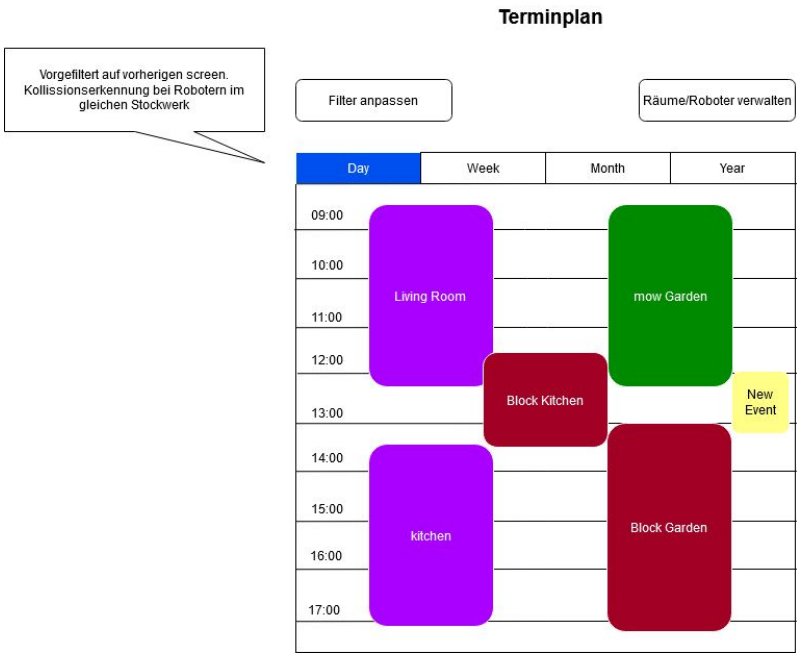 Terminplan
Vorgefiltert auf vorherigen screen.
Kollissionserkennung bei Robotern im
gleichen Stockwerk
Filter anpassen
Räume/Roboter verwalten
Day
Week
Month
Year
09:00
10:00
Living Room
mow Garden
11:00
12:00
Block Kitchen
New
Event
13:00
14:00
15:00
kitchen
Block Garden
16:00
17:00